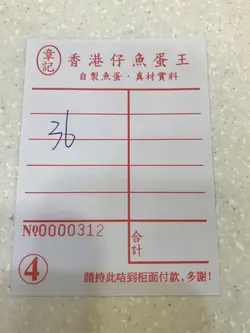 章記
香港仔魚蛋王
自製魚蛋·真材實料
36
№0000312
合計
4
請持此咭到柜面付款,多謝!